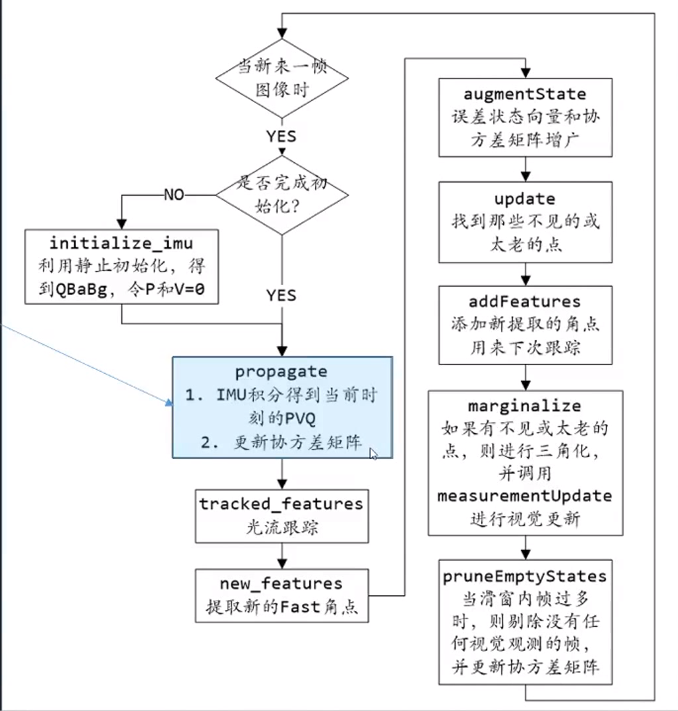 当新来一帧
图像时
YES
是否完成初
始化？
NO
initialize_imu
利用静止初始化，得
到QBaBg，令P和V=0
YES
propagate
1. IMU积分得到当前时
刻的PVQ
2. 更新协方差矩阵
tracked_features
光流跟踪
new_features
提取新的Fast角点
augmentState
误差状态向量和协
方差矩阵增广
update
找到那些不见的或
太老的点
addFeatures
添加新提取的角点
用来下次跟踪
marginalize
如果有不见或太老的
点，则进行三角化，
并调用
measurementUpdate
进行视觉更新
pruneEmptyStates
当滑窗内帧过多
时，则剔除没有任
何视觉观测的帧，
并更新协方差矩阵